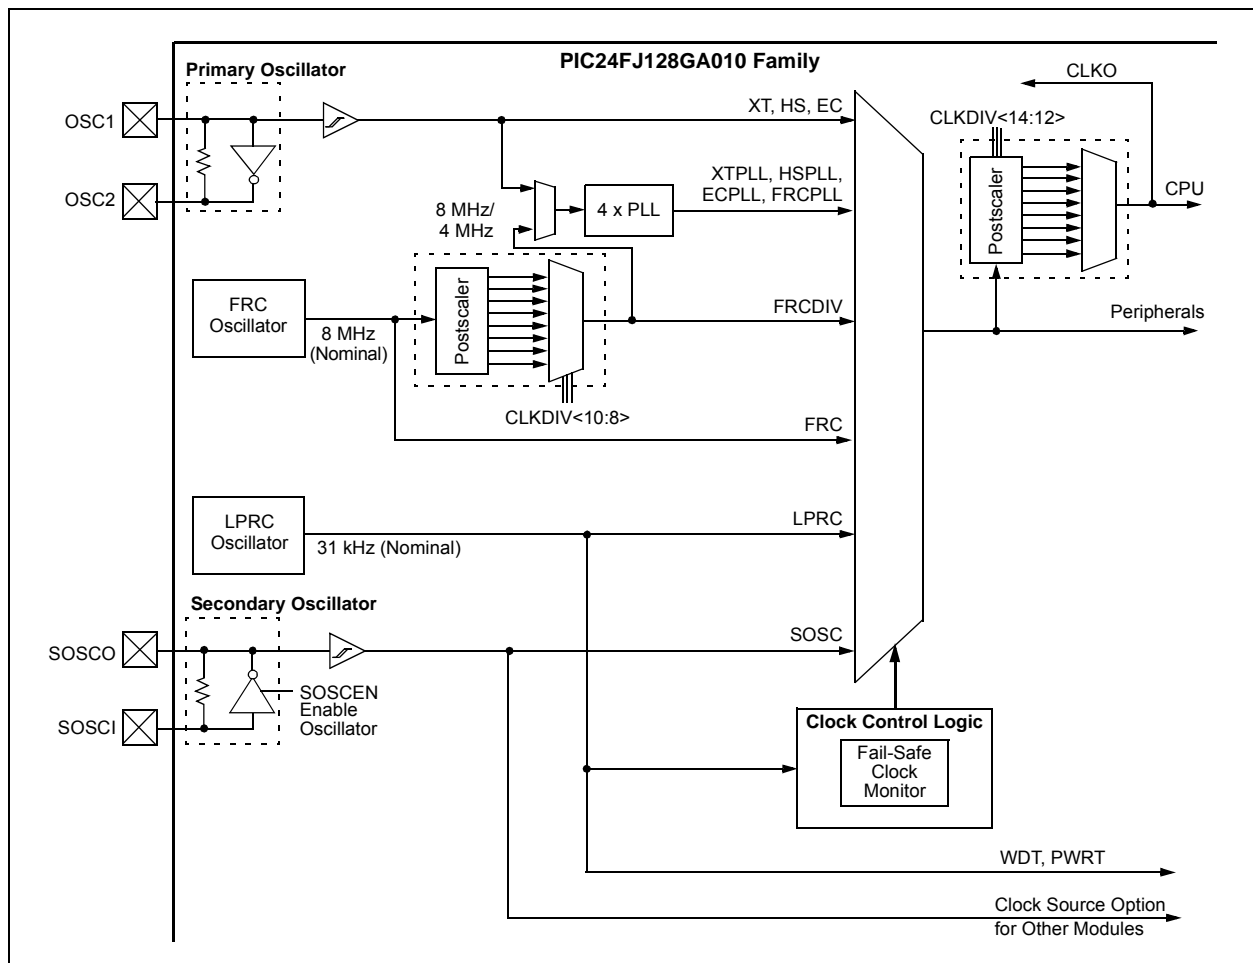 PIC24FJ128GA010 Family
Primary Oscillator
CLKO
OSC1
XT, HS, EC
CLKDIV<14:12>
XTPLL, HSPLL,
ECPLL, FRCPLL
OSC2
CPU
8 MHz/
4 MHz
4 x PLL
Postscaler
FRC
Oscillator
8 MHz
(Nominal)
Postscaler
FRCDIV
Peripherals
CLKDIV<10:8>
FRC
LPRC
Oscillator
31 kHz (Nominal)
LPRC
Secondary Oscillator
SOSCO
SOSC
SOSCEN
Enable
Oscillator
SOSCI
Clock Control Logic
Fail-Safe
Clock
Monitor
WDT, PWRT
Clock Source Option
for Other Modules